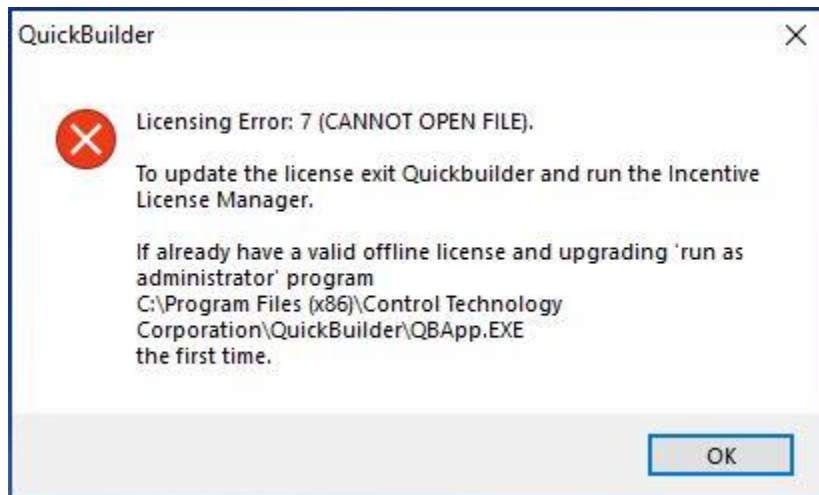 QuickBuilder
Licensing Error: 7 (CANNOT OPEN FILE).
To update the license exit Quickbuilder and run the Incentive
License Manager.
If already have a valid offline license and upgrading 'run as
administrator' program
C:\Program Files (x86)\Control Technology
Corporation\QuickBuilder\QBApp.EXE
the first time.
OK